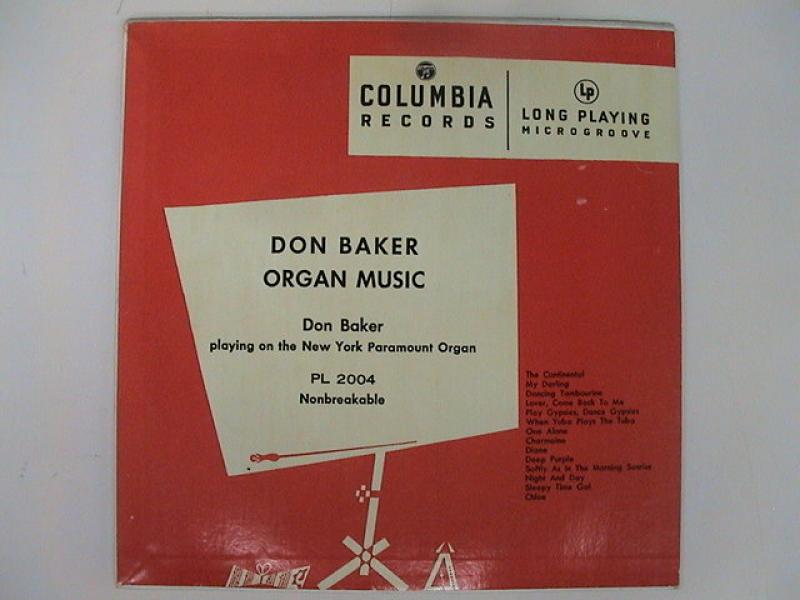 COLUMBIA
RECORDS
LP
LONG PLAYING
MICROGROOVE
DON BAKER
ORGAN MUSIC
Don Baker
playing on the New York Paramount Organ
PL 2004
Nonbreakable
The Continental
My Darling
Dancing Tambourine
Lover, Come Back To Me
Play Gypsies, Dance Gypsies
When Yuba Plays The Tuba
One Alone
Charmaine
Diane
Deep Purple
Softly As In The Morning Sunrise
Night And Day
Sleepy Time Gal
Chloe